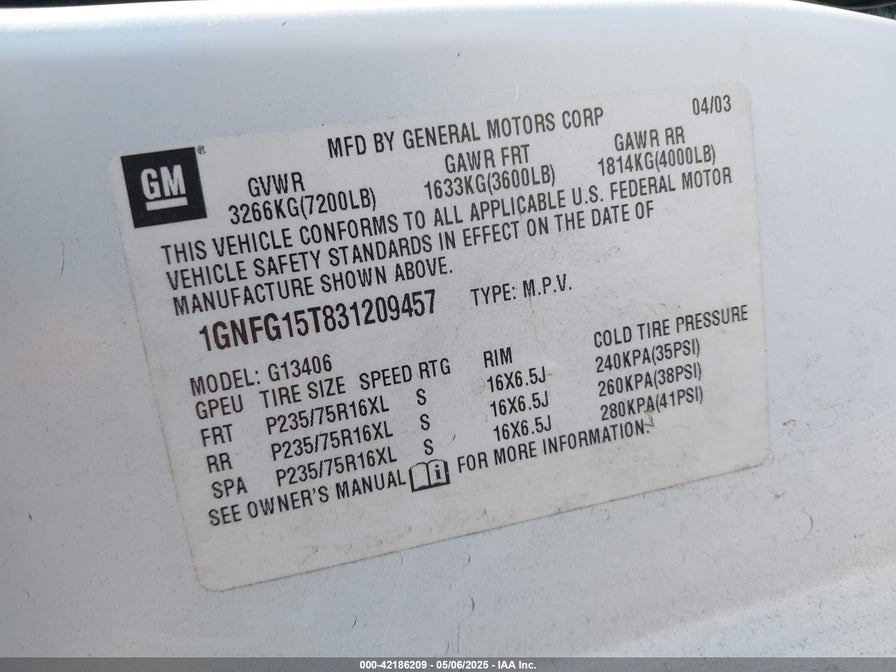 MFD BY GENERAL MOTORS CORP 04/03
GM®
GVWR GAWR FRT GAWR RR
3266KG(7200LB) 1633KG(3600LB) 1814KG(4000LB)
THIS VEHICLE CONFORMS TO ALL APPLICABLE U.S. FEDERAL MOTOR
VEHICLE SAFETY STANDARDS IN EFFECT ON THE DATE OF
MANUFACTURE SHOWN ABOVE.
1GNFG15T831209457 TYPE: M.P.V.
MODEL: G13406
GPEU TIRE SIZE SPEED RTG RIM COLD TIRE PRESSURE
FRT P235/75R16XL S 16X6.5J 240KPA(35PSI)
RR P235/75R16XL S 16X6.5J 260KPA(38PSI)
SPA P235/75R16XL S 16X6.5J 280KPA(41PSI)
SEE OWNER'S MANUAL i FOR MORE INFORMATION.
000-42186209 - 05/06/2025 - IAA Inc.